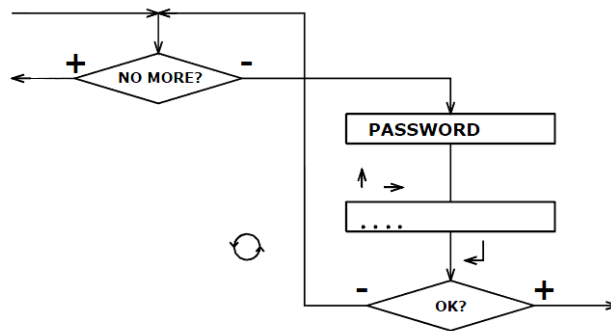 +
-
NO MORE?
PASSWORD
. . . .
-
+
OK?